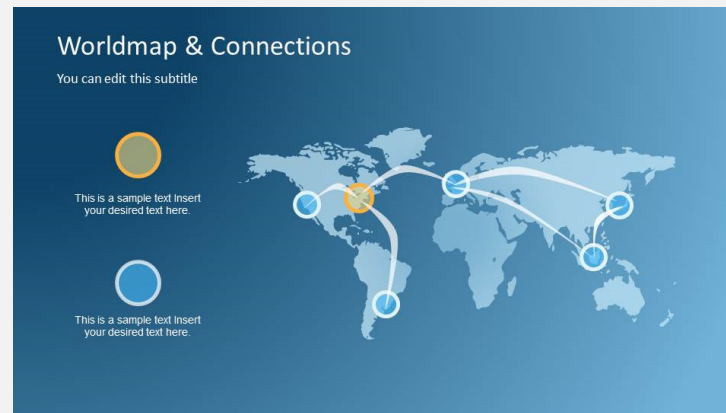 Worldmap & Connections
You can edit this subtitle
This is a sample text Insert
your desired text here.
This is a sample text Insert
your desired text here.